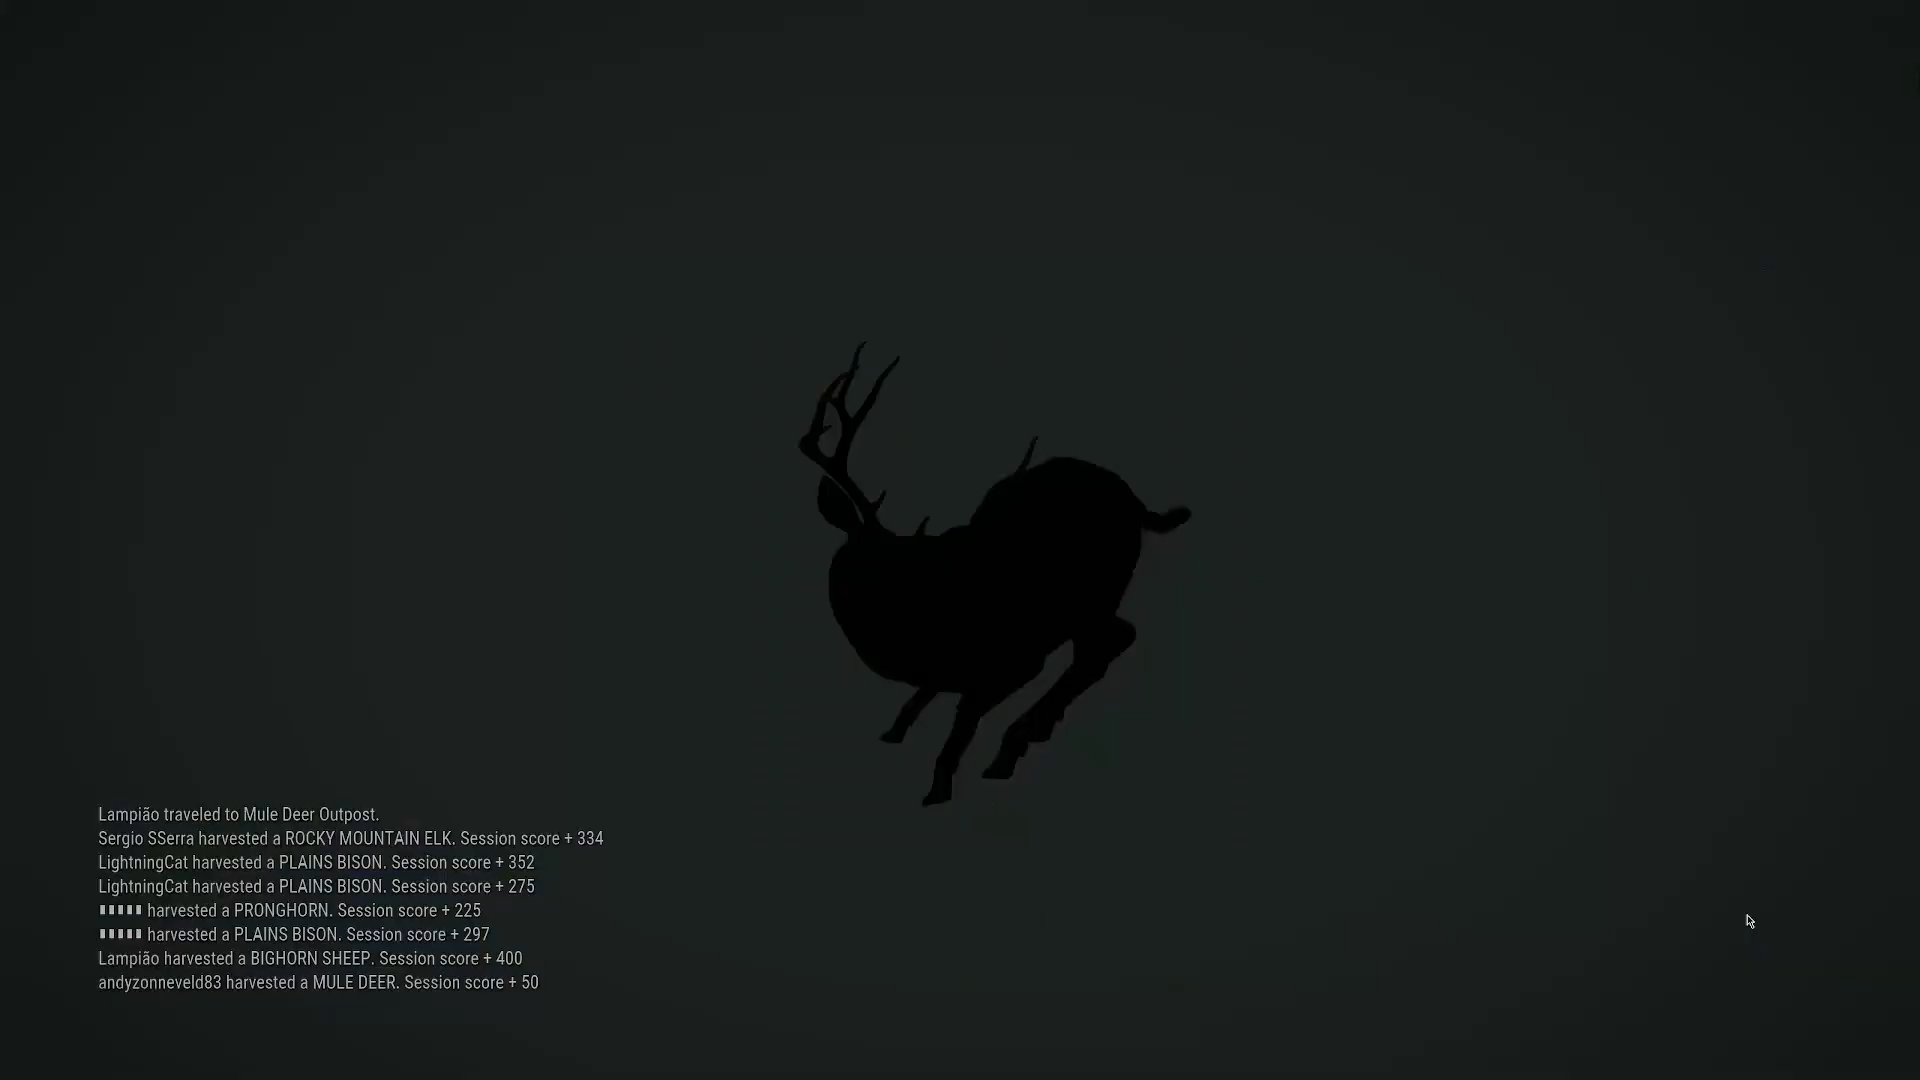 Lampião traveled to Mule Deer Outpost.
Sergio SSerra harvested a ROCKY MOUNTAIN ELK. Session score + 334
LightningCat harvested a PLAINS BISON. Session score + 352
LightningCat harvested a PLAINS BISON. Session score + 275
▮▮▮▮▮ harvested a PRONGHORN. Session score + 225
▮▮▮▮▮ harvested a PLAINS BISON. Session score + 297
Lampião harvested a BIGHORN SHEEP. Session score + 400
andyzonneveld83 harvested a MULE DEER. Session score + 50